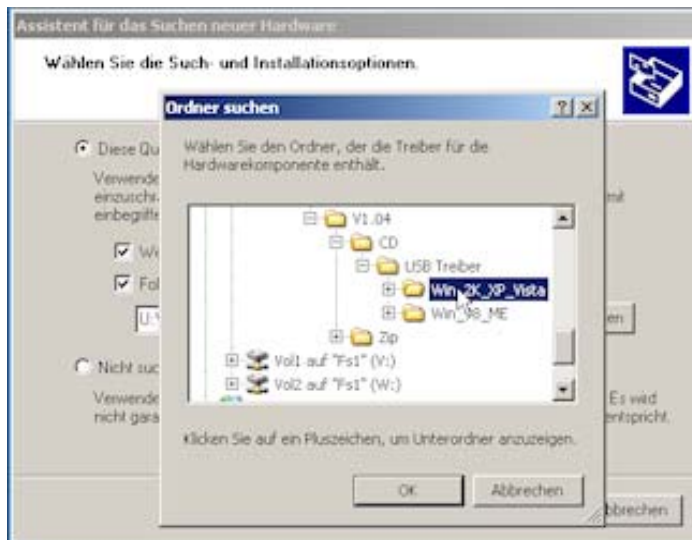 Assistent für das Suchen neuer Hardware
Wählen Sie die Such- und Installationsoptionen.
Ordner suchen
Wählen Sie den Ordner, der die Treiber für die
Hardwarekomponente enthält.
V1.04
CD
USB Treiber
Win_2K_XP_Vista
Win_98_ME
Zip
Vol1 auf "Fs1" (V:)
Vol2 auf "Fs1" (W:)
Klicken Sie auf ein Pluszeichen, um Unterordner anzuzeigen.
OK
Abbrechen
Diese Qu
Verwende
einzuschr
mit
einbegriffe
We
Fol
U:\
en
Nicht suc
Verwende
Es wird
nicht gara
entspricht.
bbrechen